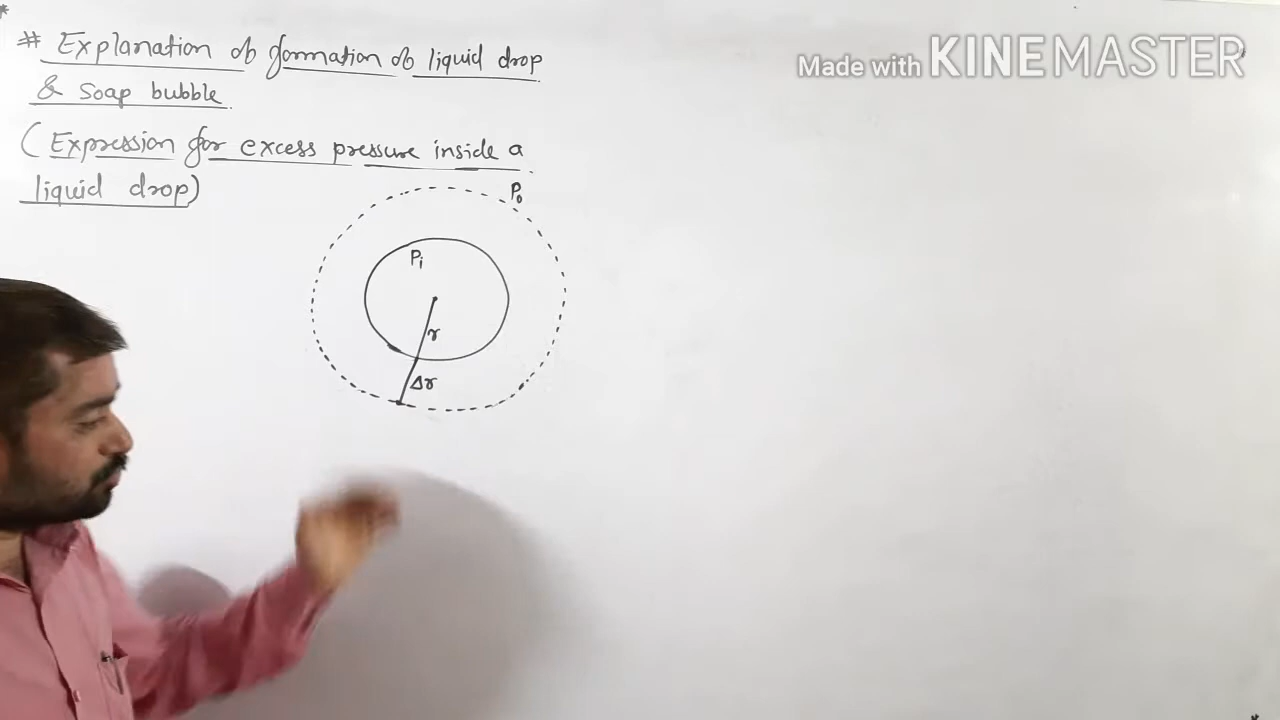 # Explanation of formation of liquid drop
& Soap bubble.
(Expression for excess pressure inside a
liquid drop)
Made with KINEMASTER
P₀
Pᵢ
r
Δr